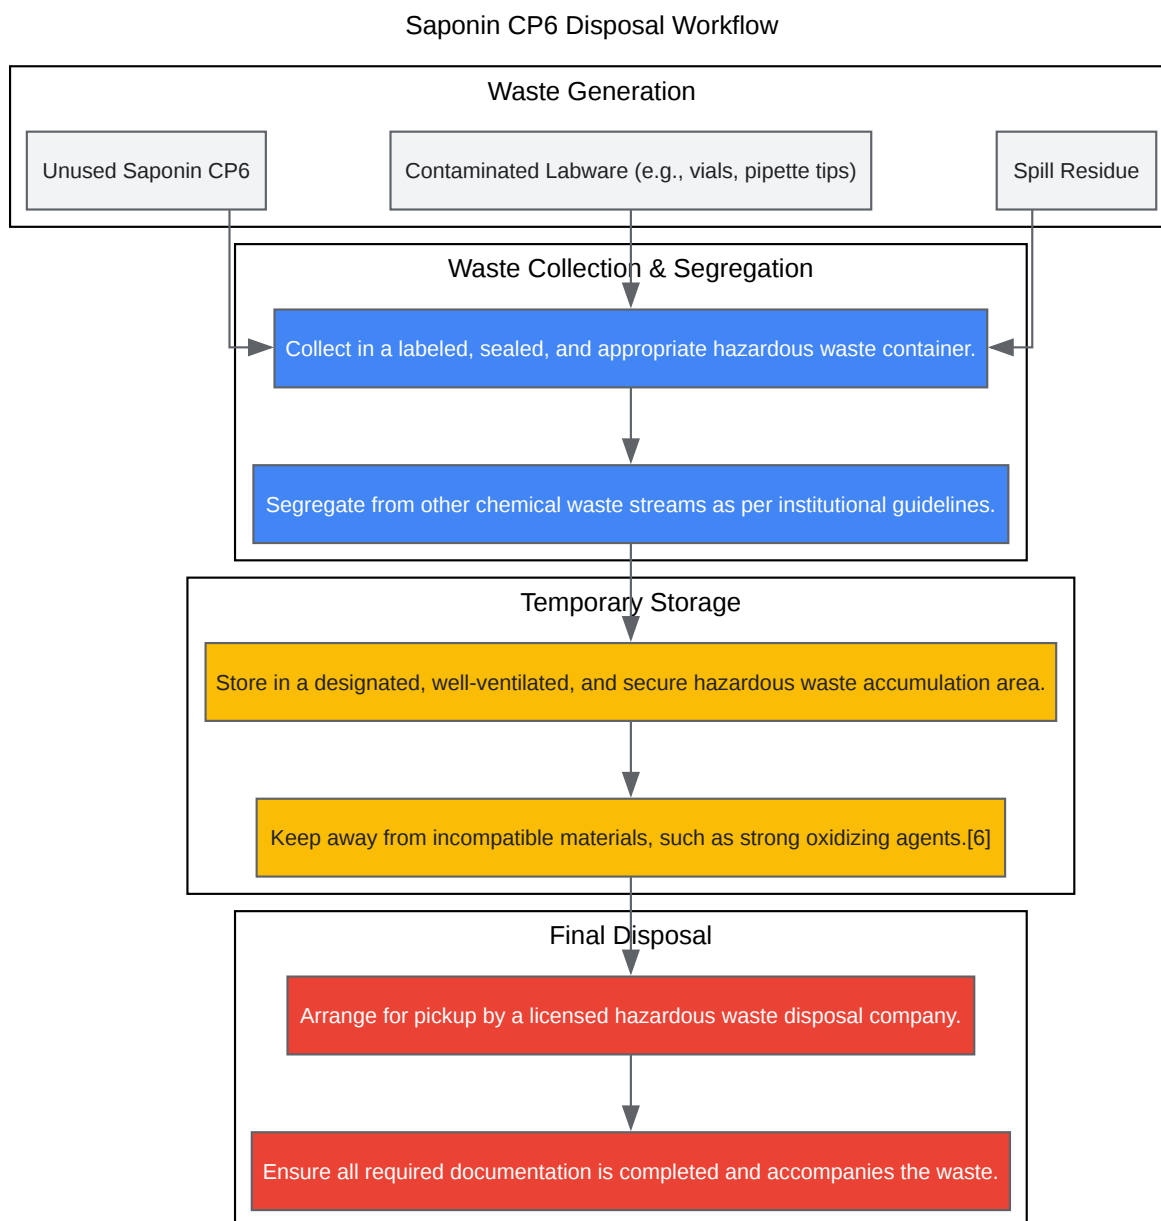 Saponin CP6 Disposal Workflow
Waste Generation
Unused Saponin CP6
Contaminated Labware (e.g., vials, pipette tips)
Spill Residue
Waste Collection & Segregation
Collect in a labeled, sealed, and appropriate hazardous waste container.
Segregate from other chemical waste streams as per institutional guidelines.
Temporary Storage
Store in a designated, well-ventilated, and secure hazardous waste accumulation area.
Keep away from incompatible materials, such as strong oxidizing agents.[6]
Final Disposal
Arrange for pickup by a licensed hazardous waste disposal company.
Ensure all required documentation is completed and accompanies the waste.